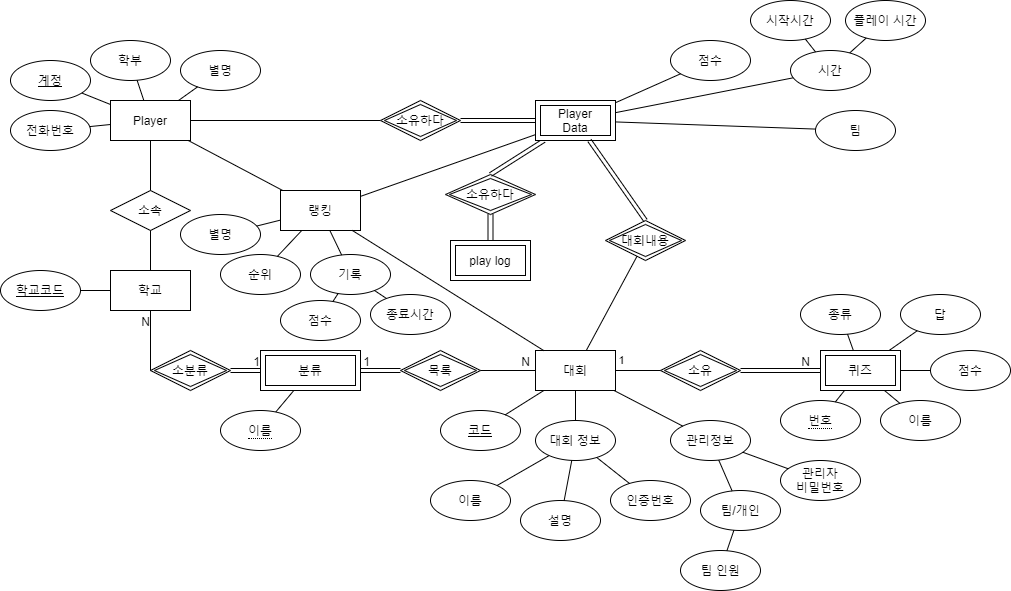 시작시간
플레이 시간
학부
점수
별명
시간
계정
Player
소유하다
Player
Data
전화번호
팀
소유하다
소속
랭킹
별명
대회내용
play log
순위
기록
학교코드
학교
점수
종료시간
종류
답
N
소분류
1
분류
1
목록
N
대회
1
소유
N
퀴즈
점수
이름
코드
대회 정보
관리정보
번호
이름
이름
설명
인증번호
관리자
비밀번호
팀/개인
팀 인원